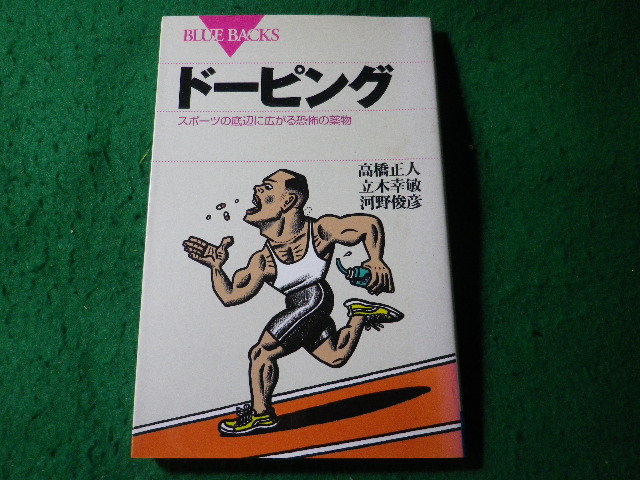 BLUE BACKS
ドーピング
スポーツの底辺に広がる恐怖の薬物
高橋正人
立木幸敏
河野俊彦